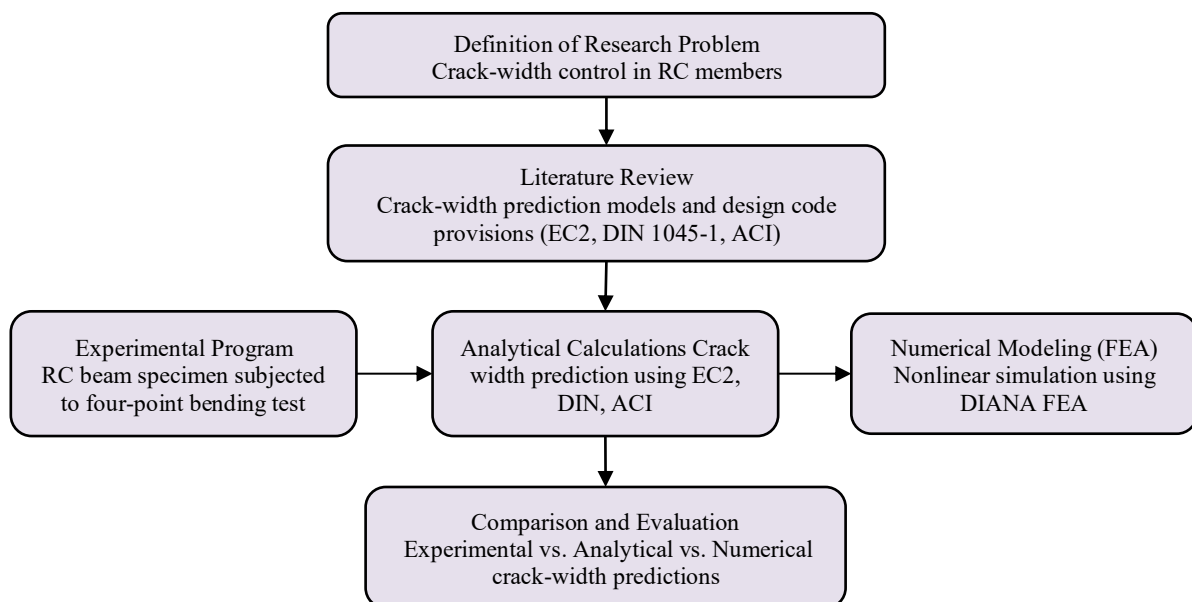 Definition of Research Problem
Crack-width control in RC members
Literature Review
Crack-width prediction models and design code
provisions (EC2, DIN 1045-1, ACI)
Experimental Program
RC beam specimen subjected
to four-point bending test
Analytical Calculations Crack
width prediction using EC2,
DIN, ACI
Numerical Modeling (FEA)
Nonlinear simulation using
DIANA FEA
Comparison and Evaluation
Experimental vs. Analytical vs. Numerical
crack-width predictions